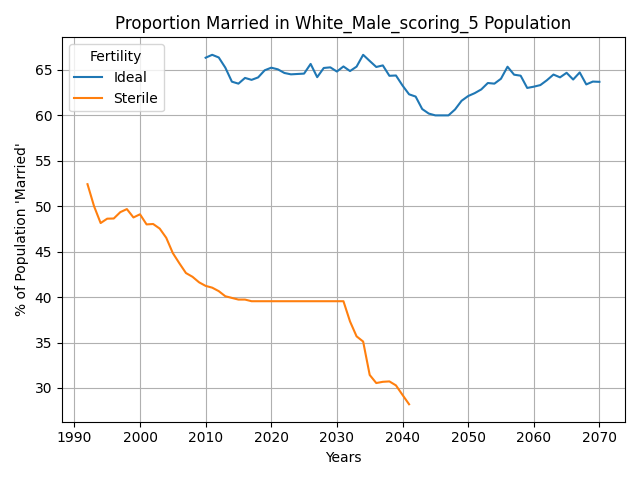 Proportion Married in White_Male_scoring_5 Population
Fertility
Ideal
Sterile
% of Population 'Married'
65
60
55
50
45
40
35
30
1990 2000 2010 2020 2030 2040 2050 2060 2070
Years